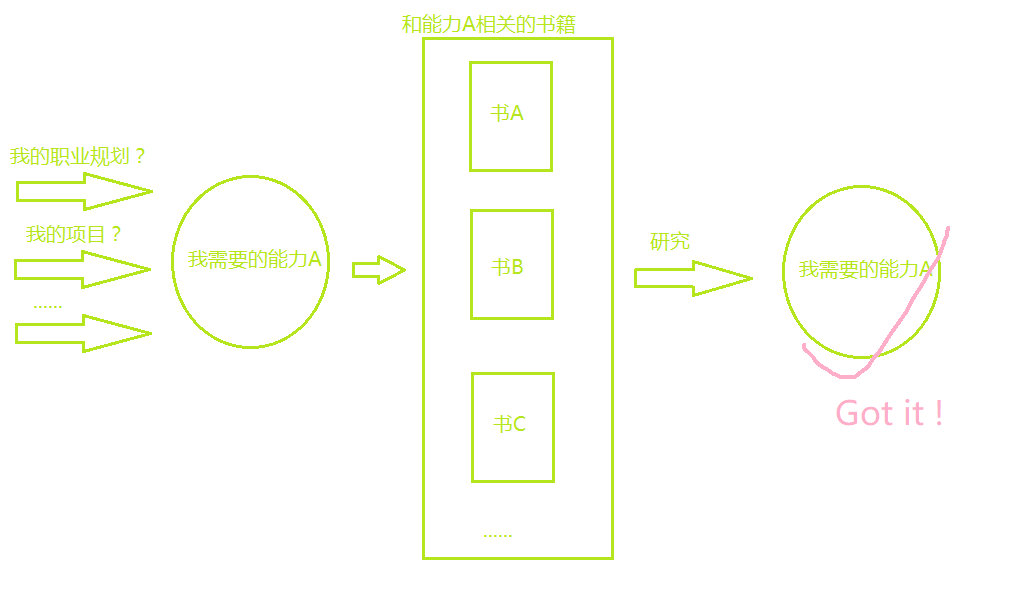 和能力A相关的书籍
书A
我的职业规划？
我的项目？
......
我需要的能力A
书B
研究
我需要的能力A
书C
......
Got it !